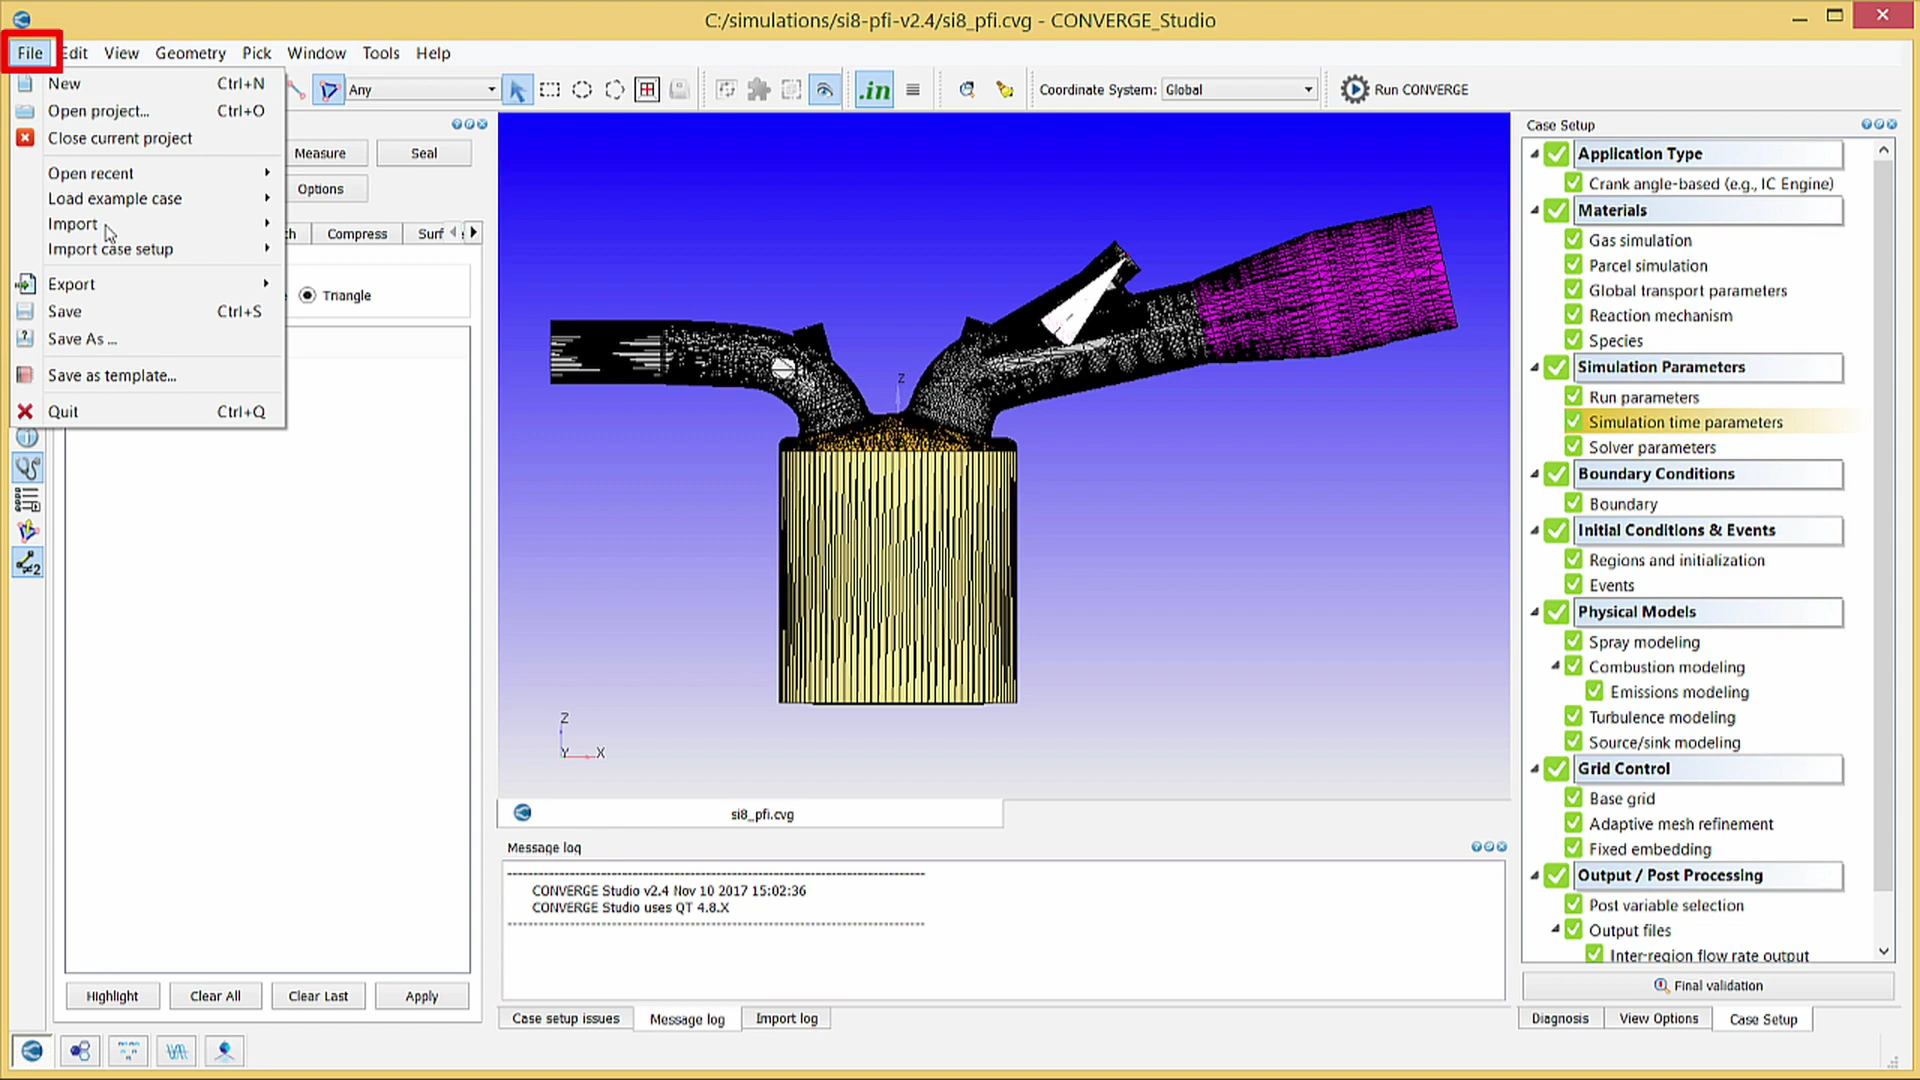 C:/simulations/si8-pfi-v2.4/si8_pfi.cvg - CONVERGE_Studio
File Edit View Geometry Pick Window Tools Help
New Ctrl+N
Open project... Ctrl+O
Close current project
Open recent
Load example case
Import
Import case setup
Export
Save Ctrl+S
Save As ...
Save as template...
Quit Ctrl+Q
Any
.in
Coordinate System: Global
Run CONVERGE
Measure Seal
Options
th Compress Surf
Triangle
Highlight Clear All Clear Last Apply
Z
Z
Y X
si8_pfi.cvg
Message log
CONVERGE Studio v2.4 Nov 10 2017 15:02:36
CONVERGE Studio uses QT 4.8.X
Case setup issues Message log Import log
Case Setup
Application Type
Crank angle-based (e.g., IC Engine)
Materials
Gas simulation
Parcel simulation
Global transport parameters
Reaction mechanism
Species
Simulation Parameters
Run parameters
Simulation time parameters
Solver parameters
Boundary Conditions
Boundary
Initial Conditions & Events
Regions and initialization
Events
Physical Models
Spray modeling
Combustion modeling
Emissions modeling
Turbulence modeling
Source/sink modeling
Grid Control
Base grid
Adaptive mesh refinement
Fixed embedding
Output / Post Processing
Post variable selection
Output files
Inter-region flow rate output
Final validation
Diagnosis View Options Case Setup